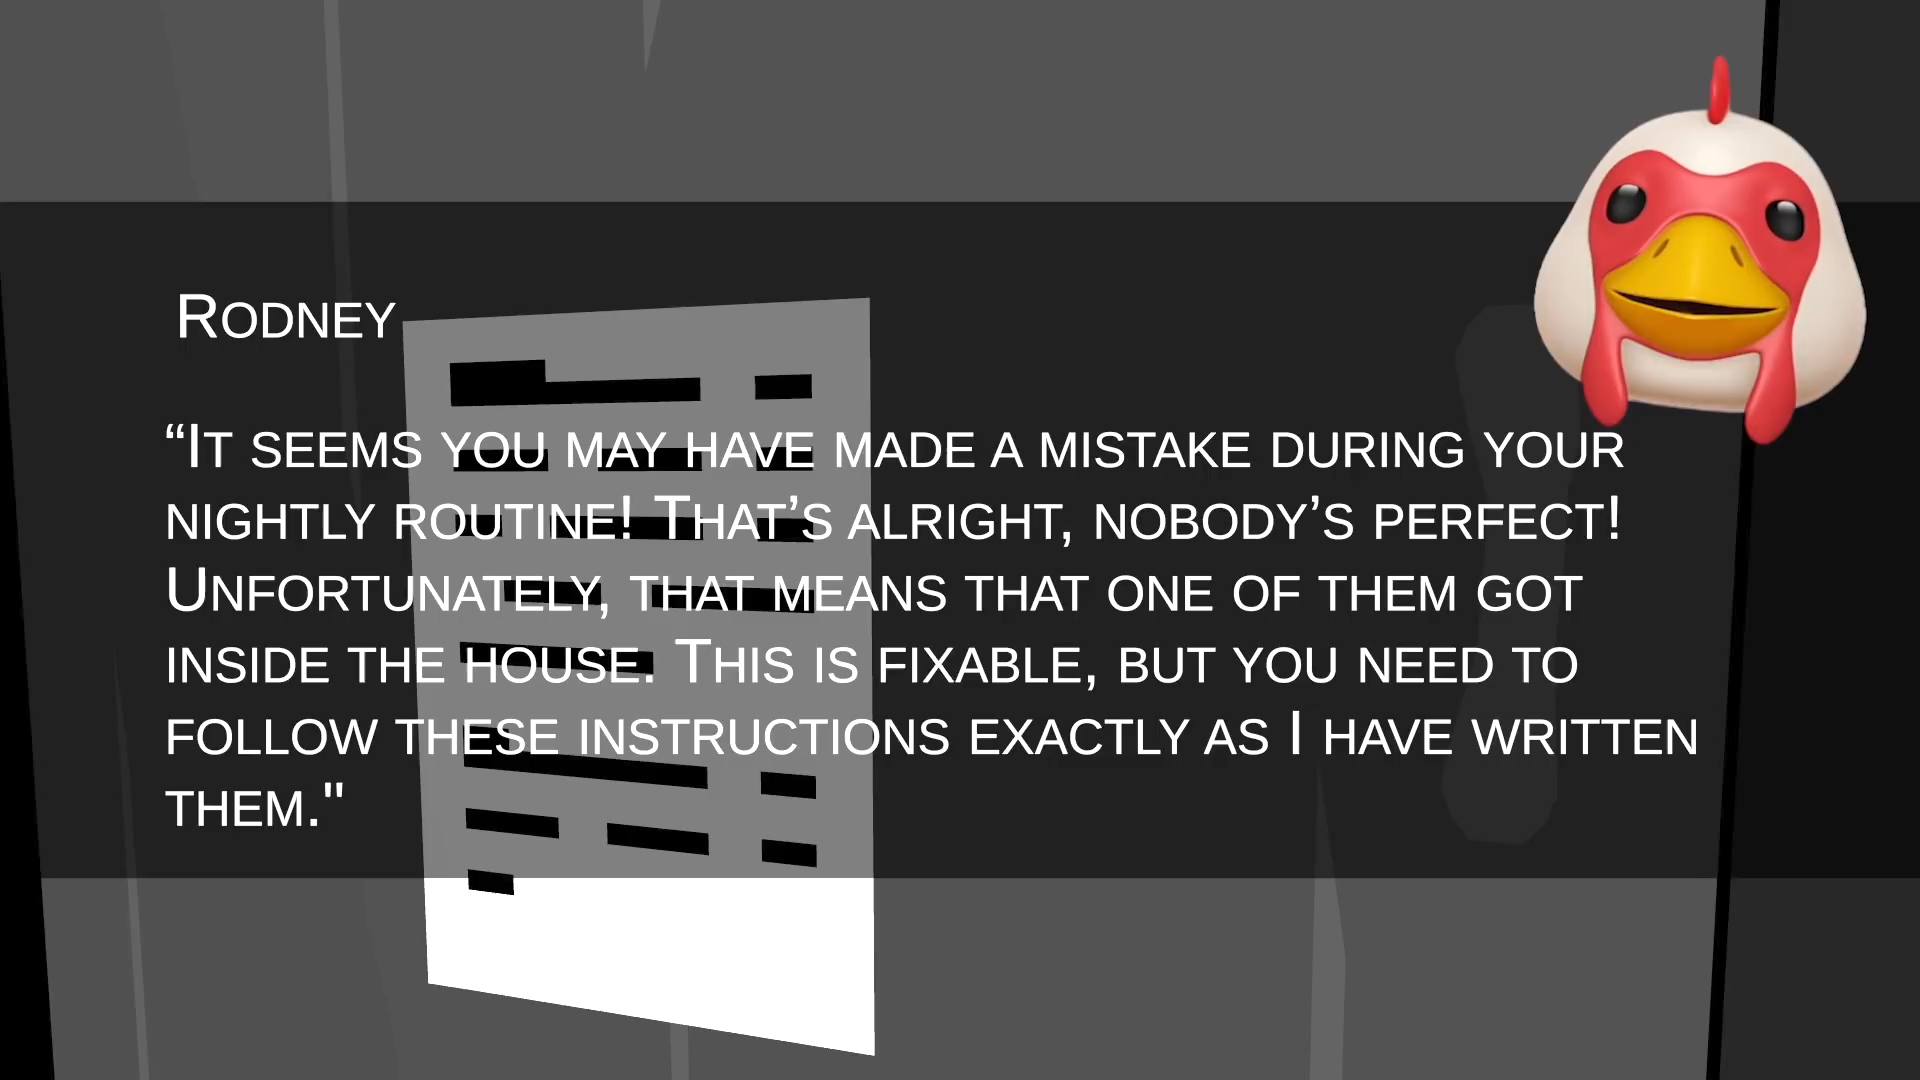 Rodney
“It seems you may have made a mistake during your
nightly routine! That’s alright, nobody’s perfect!
Unfortunately, that means that one of them got
inside the house. This is fixable, but you need to
follow these instructions exactly as I have written
them."